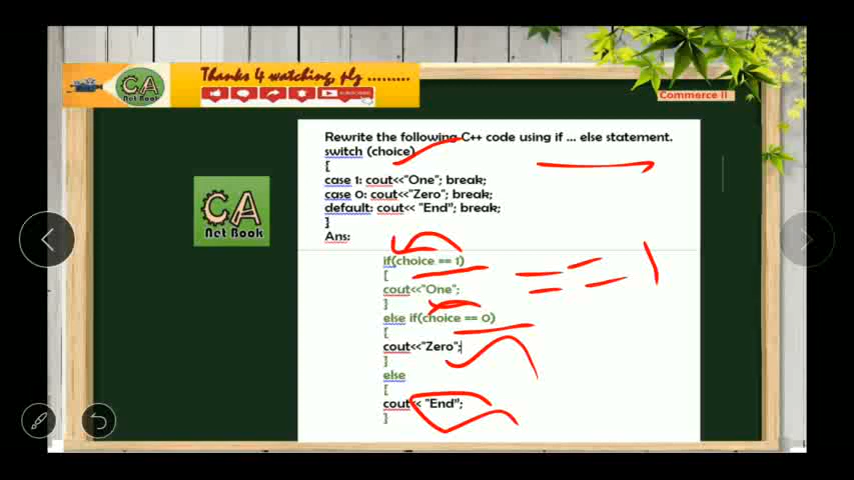 Thanks 4 watching, plz .........
CA
Net Book
SUBSCRIBE
Commerce II
Rewrite the following C++ code using if ... else statement.
switch (choice)
{
case 1: cout<<"One"; break;
case 0: cout<<"Zero"; break;
default: cout<< "End"; break;
}
Ans:
CA
Net Book
if(choice == 1)
{
cout<<"One";
}
else if(choice == 0)
{
cout<<"Zero";
}
else
{
cout<< "End";
}
== == 1